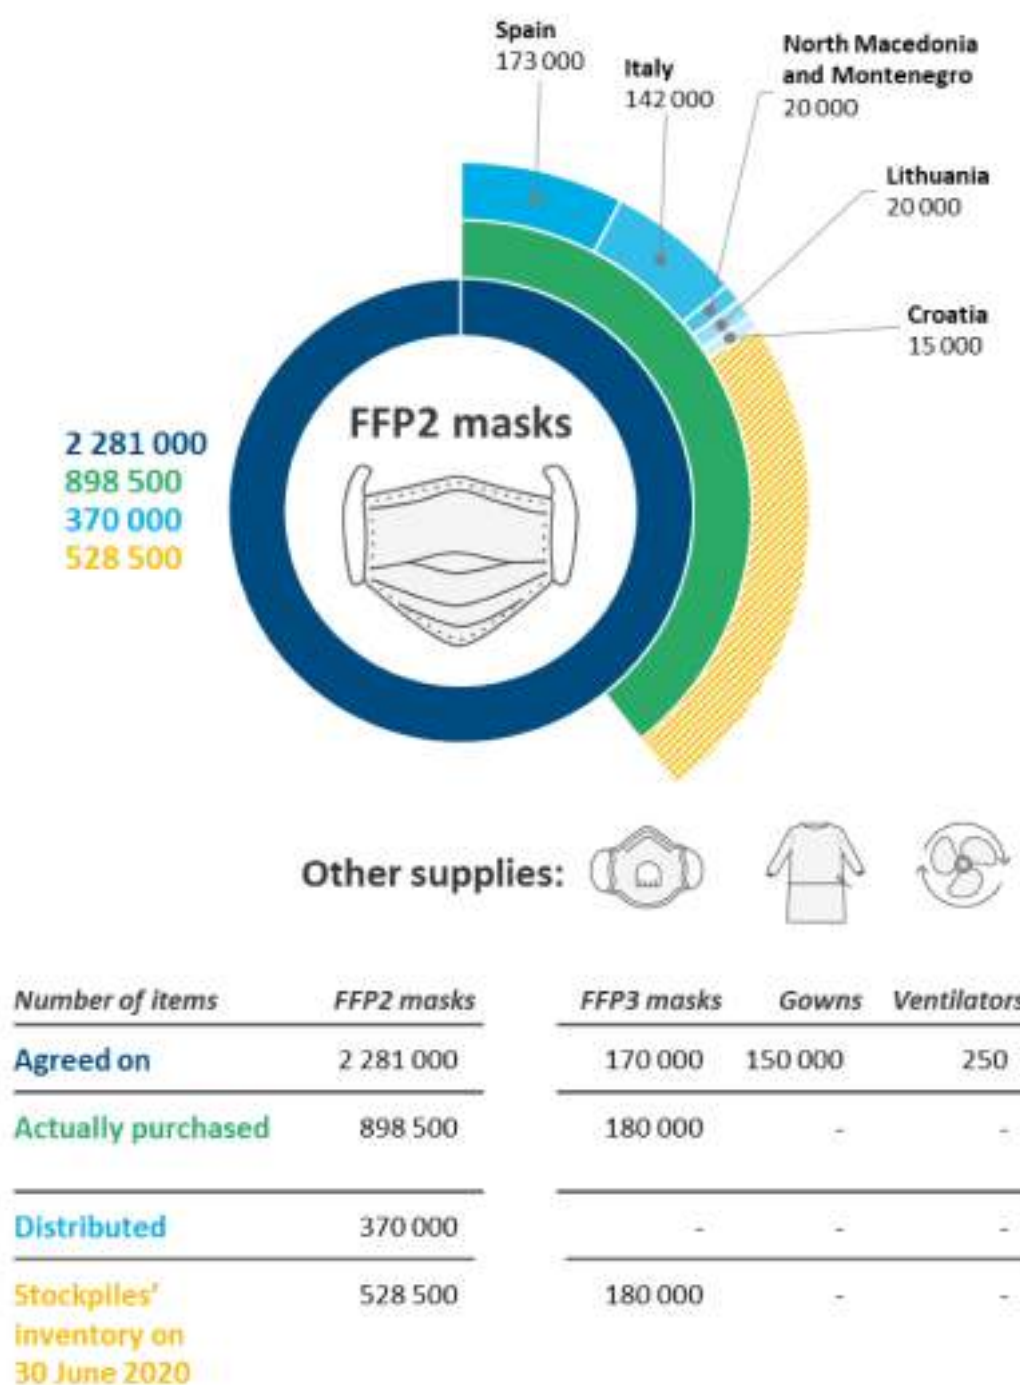 Spain
173 000
Italy
142 000
North Macedonia
and Montenegro
20 000
Lithuania
20 000
Croatia
15 000
FFP2 masks
2 281 000
898 500
370 000
528 500
Other supplies:
Number of items FFP2 masks FFP3 masks Gowns Ventilators
Agreed on 2 281 000 170 000 150 000 250
Actually purchased 898 500 180 000 - -
Distributed 370 000 - - -
Stockpiles' 528 500 180 000 - -
inventory on
30 June 2020